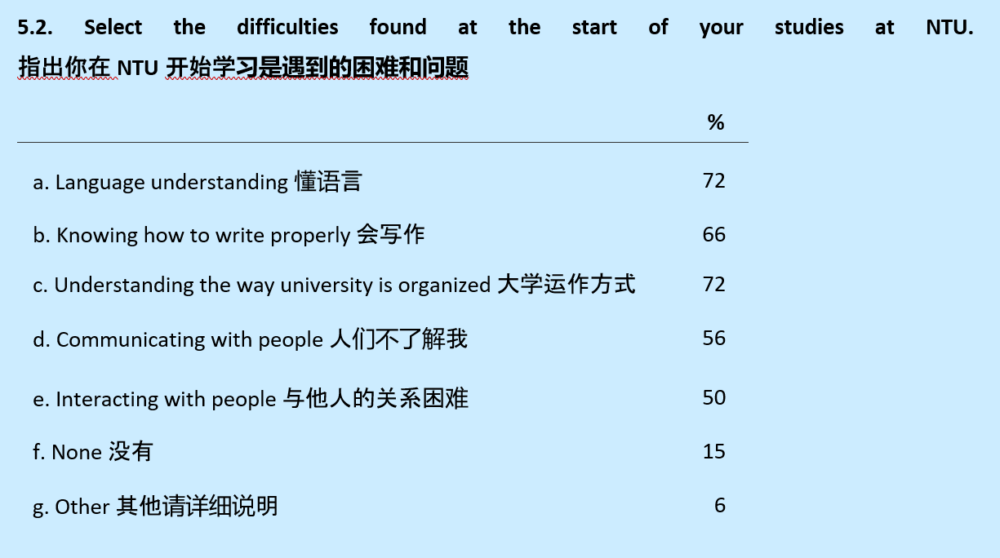 5.2. Select the difficulties found at the start of your studies at NTU.
指出你在 NTU 开始学习是遇到的困难和问题
%
a. Language understanding 懂语言 72
b. Knowing how to write properly 会写作 66
c. Understanding the way university is organized 大学运作方式 72
d. Communicating with people 人们不了解我 56
e. Interacting with people 与他人的关系困难 50
f. None 没有 15
g. Other 其他请详细说明 6